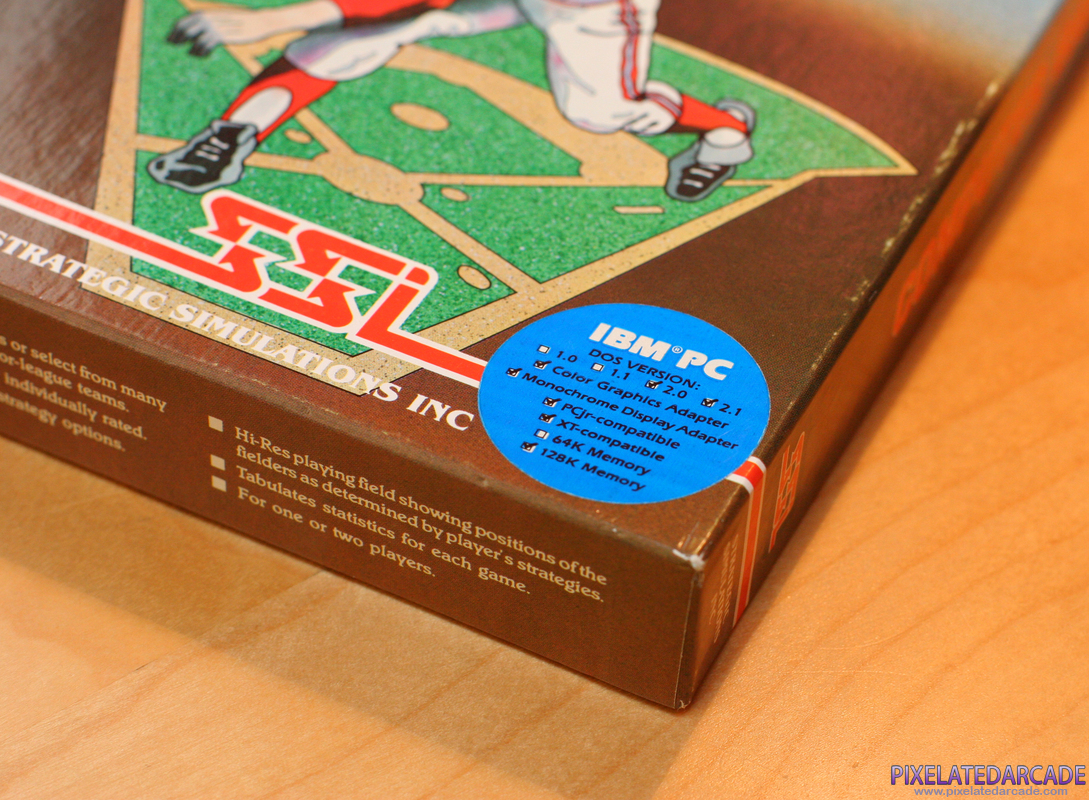 SSI
STRATEGIC SIMULATIONS INC
IBM® PC
DOS VERSION:
1.0 1.1 2.0 2.1
Color Graphics Adapter
Monochrome Display Adapter
PCjr-compatible
XT-compatible
64K Memory
128K Memory
s or select from many
or-league teams.
individually rated.
strategy options.
Hi-Res playing field showing positions of the
fielders as determined by player's strategies.
Tabulates statistics for each game.
For one or two players.
SSI
PIXELATEDARCADE
www.pixelatedarcade.com